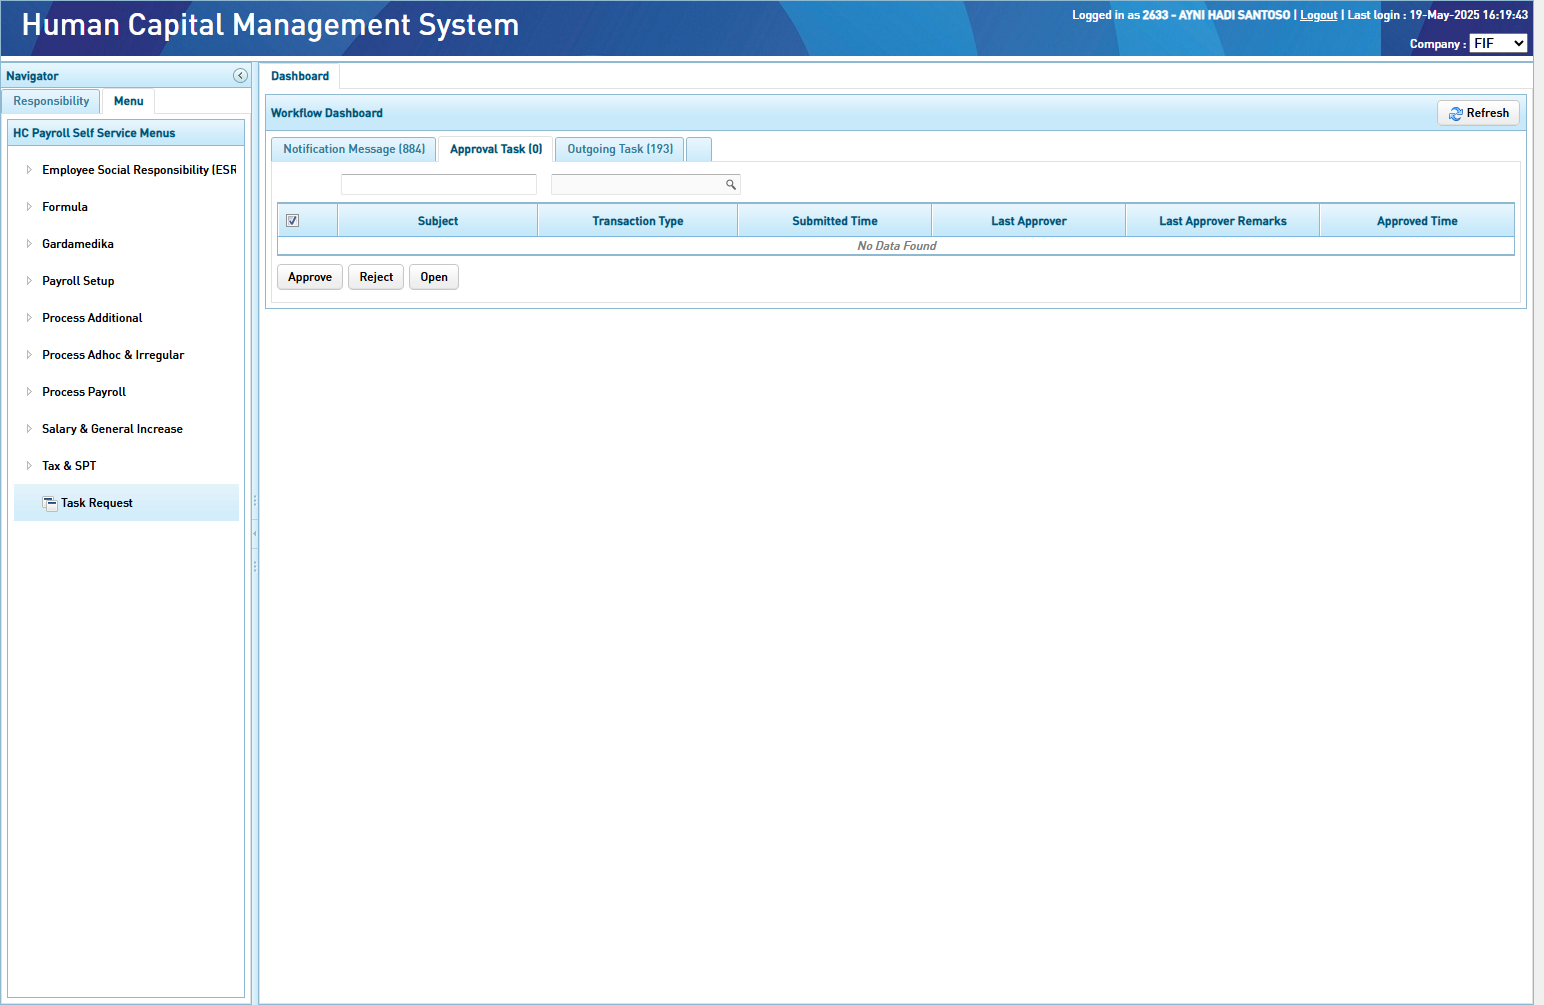 Human Capital Management System
Logged in as 2633 - AYNI HADI SANTOSO | Logout | Last login : 19-May-2025 16:19:43
Company : FIF
Navigator
Responsibility
Menu
HC Payroll Self Service Menus
Employee Social Responsibility (ESR
Formula
Gardamedika
Payroll Setup
Process Additional
Process Adhoc & Irregular
Process Payroll
Salary & General Increase
Tax & SPT
Task Request
Dashboard
Workflow Dashboard
Refresh
Notification Message (884)
Approval Task (0)
Outgoing Task (193)
Subject
Transaction Type
Submitted Time
Last Approver
Last Approver Remarks
Approved Time
No Data Found
Approve
Reject
Open